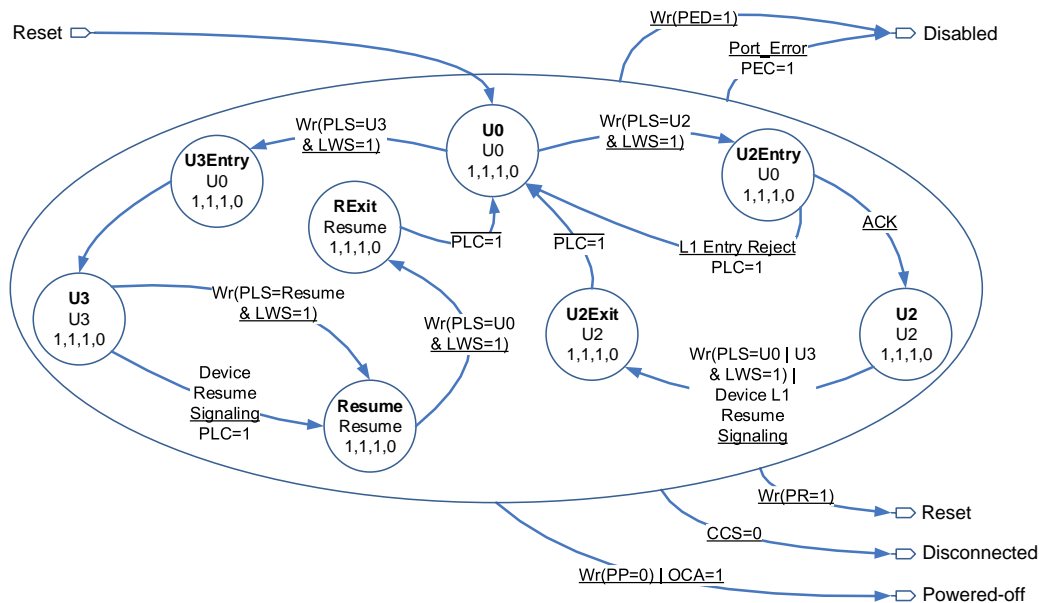 Reset
Wr(PED=1)
Disabled
Port_Error
PEC=1
Wr(PLS=U3
& LWS=1)
U0
U0
1,1,1,0
Wr(PLS=U2
& LWS=1)
U3Entry
U0
1,1,1,0
U2Entry
U0
1,1,1,0
RExit
Resume
1,1,1,0
PLC=1
PLC=1
L1 Entry Reject
PLC=1
ACK
U3
U3
1,1,1,0
Wr(PLS=Resume
& LWS=1)
Wr(PLS=U0
& LWS=1)
U2Exit
U2
1,1,1,0
U2
U2
1,1,1,0
Device
Resume
Signaling
PLC=1
Resume
Resume
1,1,1,0
Wr(PLS=U0 | U3
& LWS=1) |
Device L1
Resume
Signaling
Wr(PR=1)
Reset
CCS=0
Disconnected
Wr(PP=0) | OCA=1
Powered-off